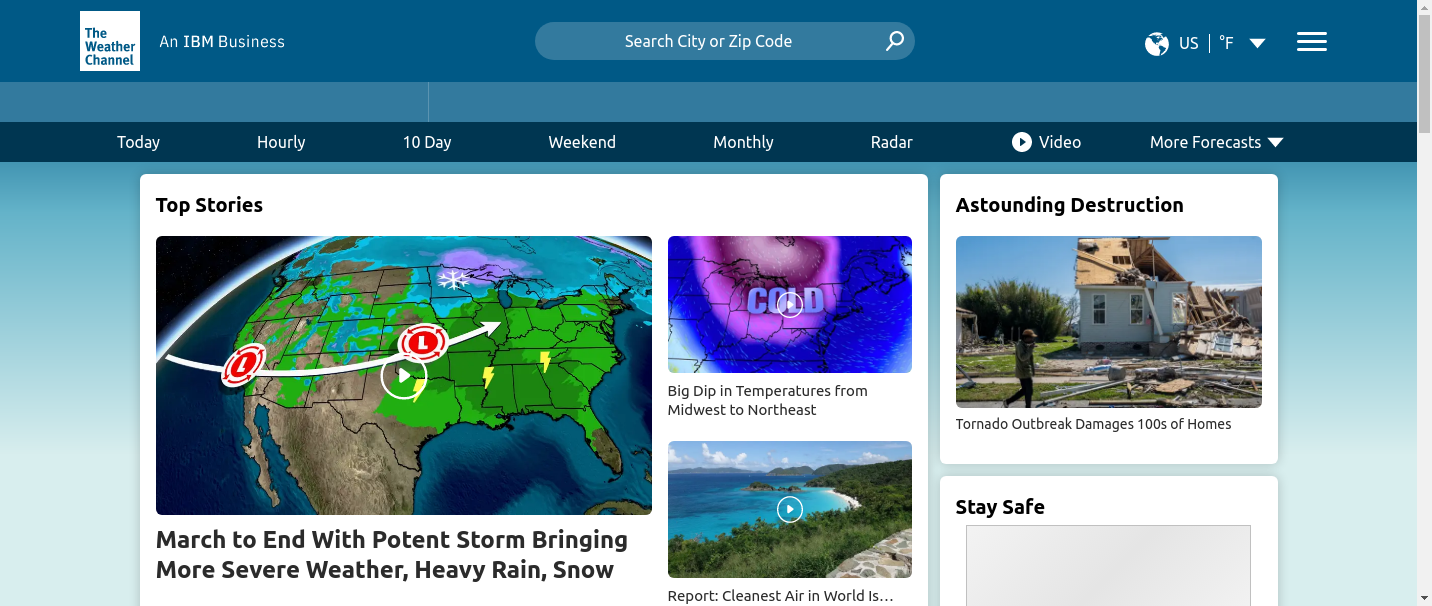 The
Weather
Channel
An IBM Business
Search City or Zip Code
US
°F
Today
Hourly
10 Day
Weekend
Monthly
Radar
Video
More Forecasts
Top Stories
L
L
March to End With Potent Storm Bringing
More Severe Weather, Heavy Rain, Snow
COLD
Big Dip in Temperatures from
Midwest to Northeast
Report: Cleanest Air in World Is…
Astounding Destruction
Tornado Outbreak Damages 100s of Homes
Stay Safe